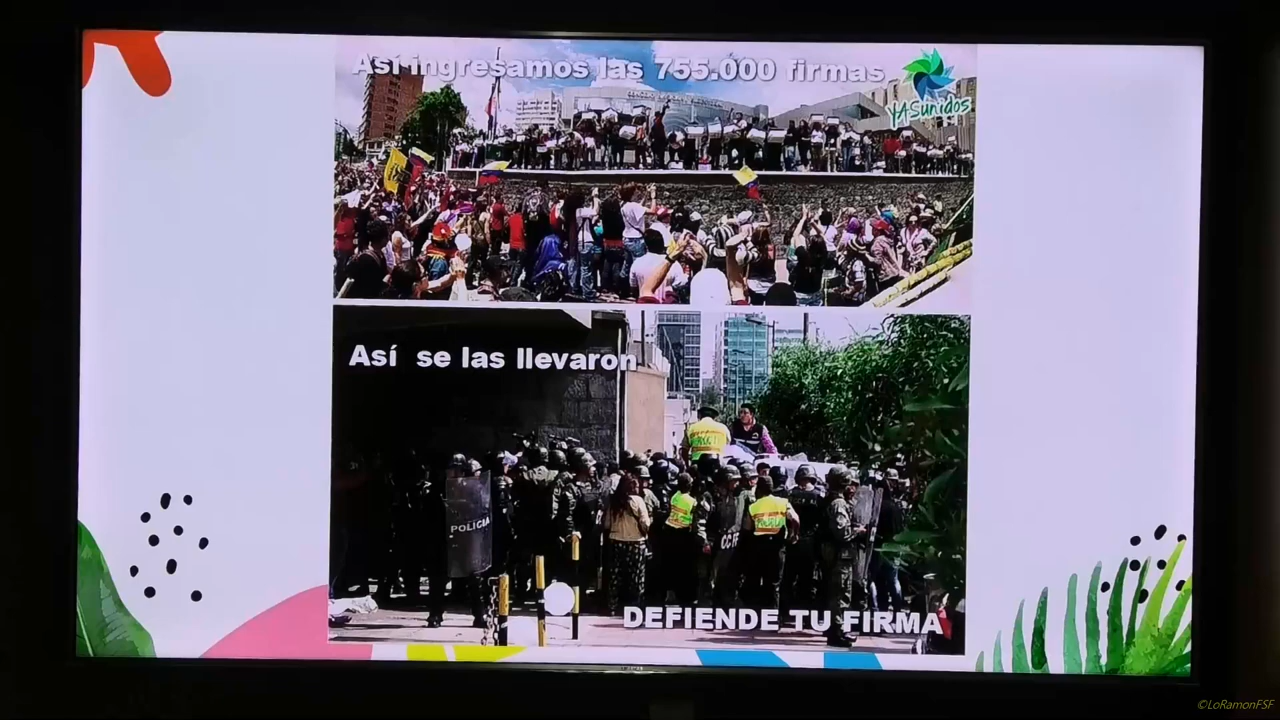 Así ingresamos las 755.000 firmas
YASunidos
Así se las llevaron
POLICIA
DEFIENDE TU FIRMA
©LoRamonFSF